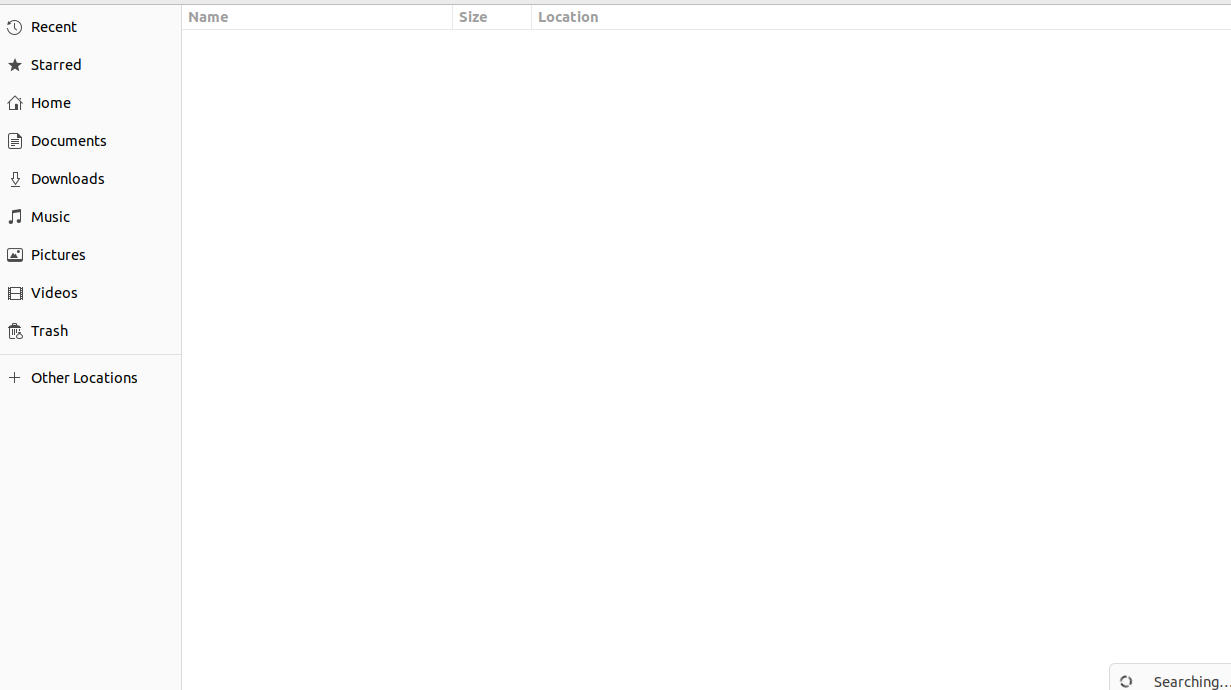 Recent
Starred
Home
Documents
Downloads
Music
Pictures
Videos
Trash
Other Locations
Name Size Location
Searching…